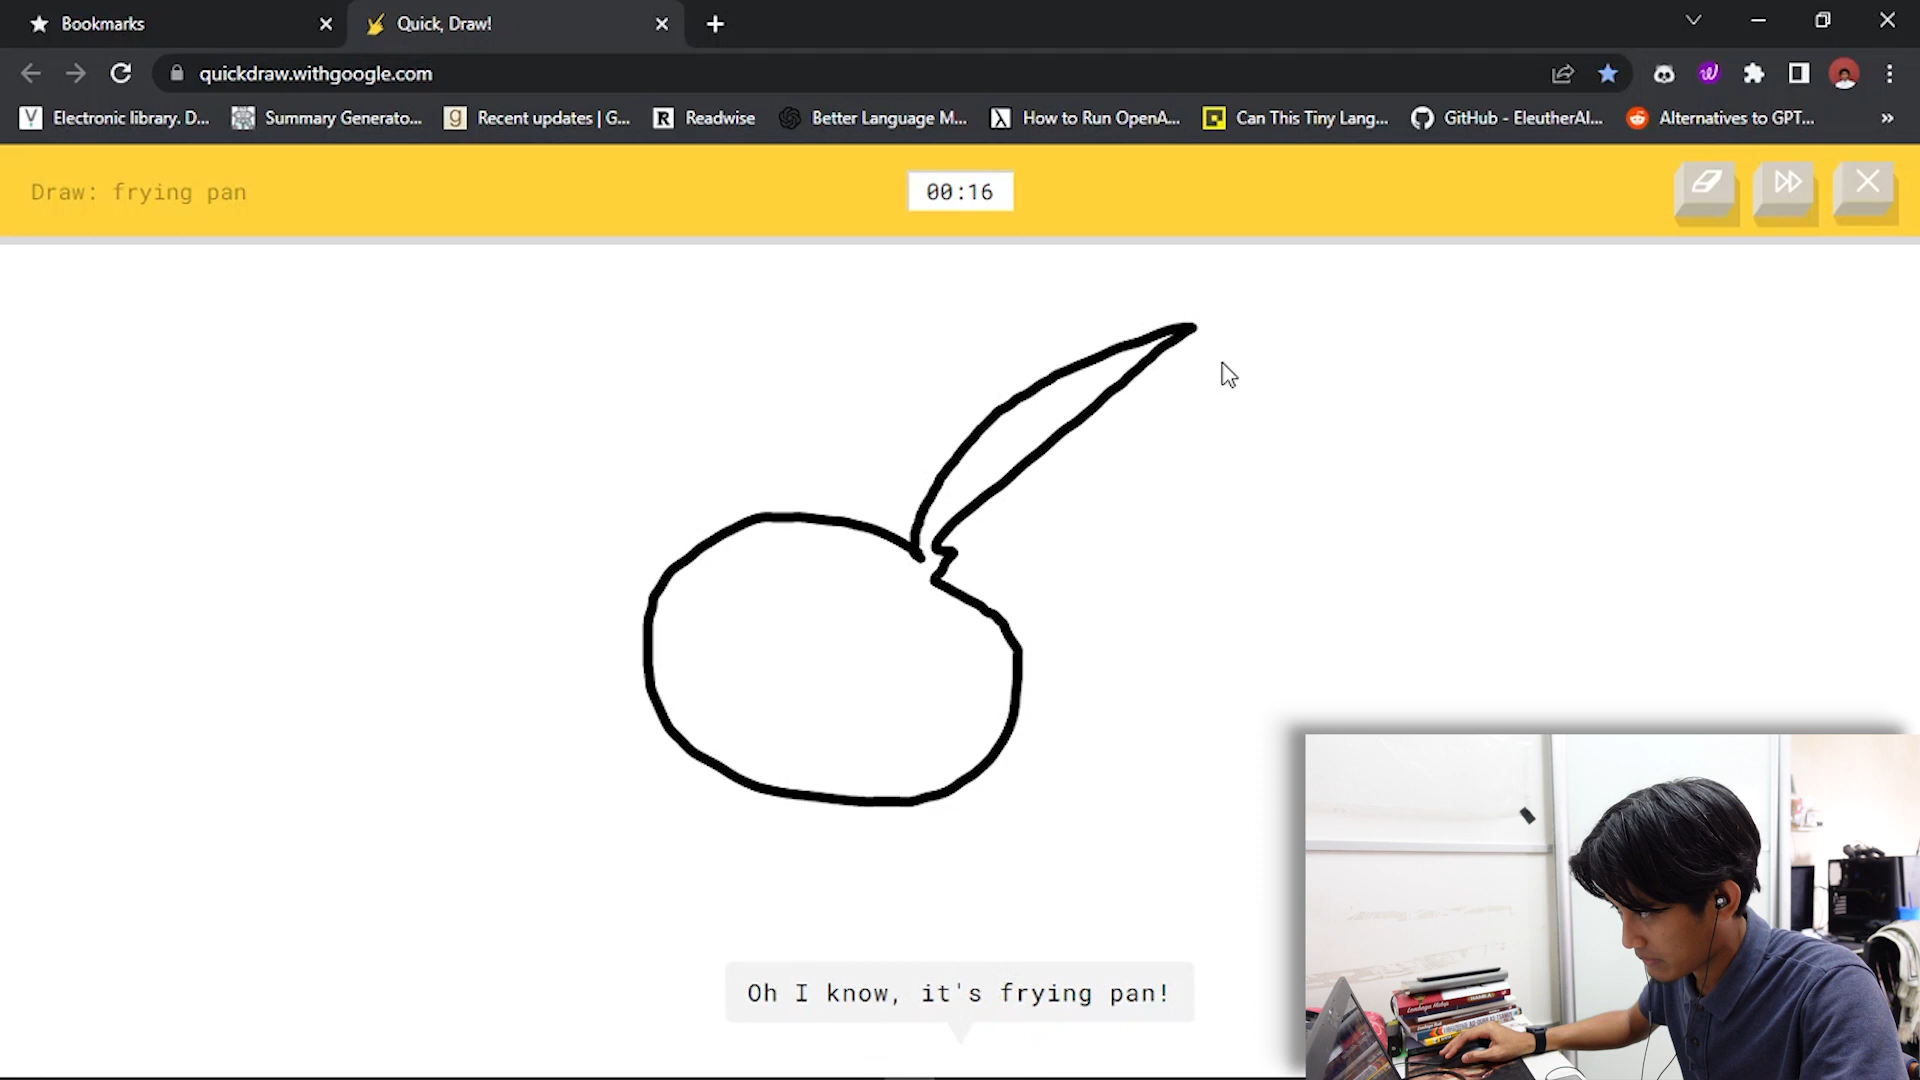 Bookmarks
Quick, Draw!
quickdraw.withgoogle.com
Electronic library. D...
Summary Generato...
Recent updates | G...
Readwise
Better Language M...
How to Run OpenA...
Can This Tiny Lang...
GitHub - EleutherAI...
Alternatives to GPT...
Draw: frying pan
00:16
Oh I know, it's frying pan!